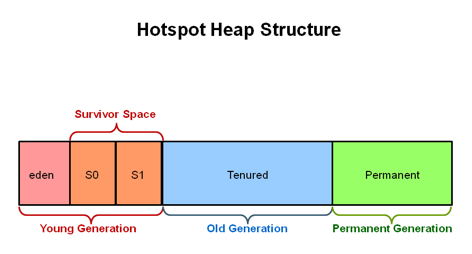 Hotspot Heap Structure
Survivor Space
eden
S0
S1
Tenured
Permanent
Young Generation
Old Generation
Permanent Generation